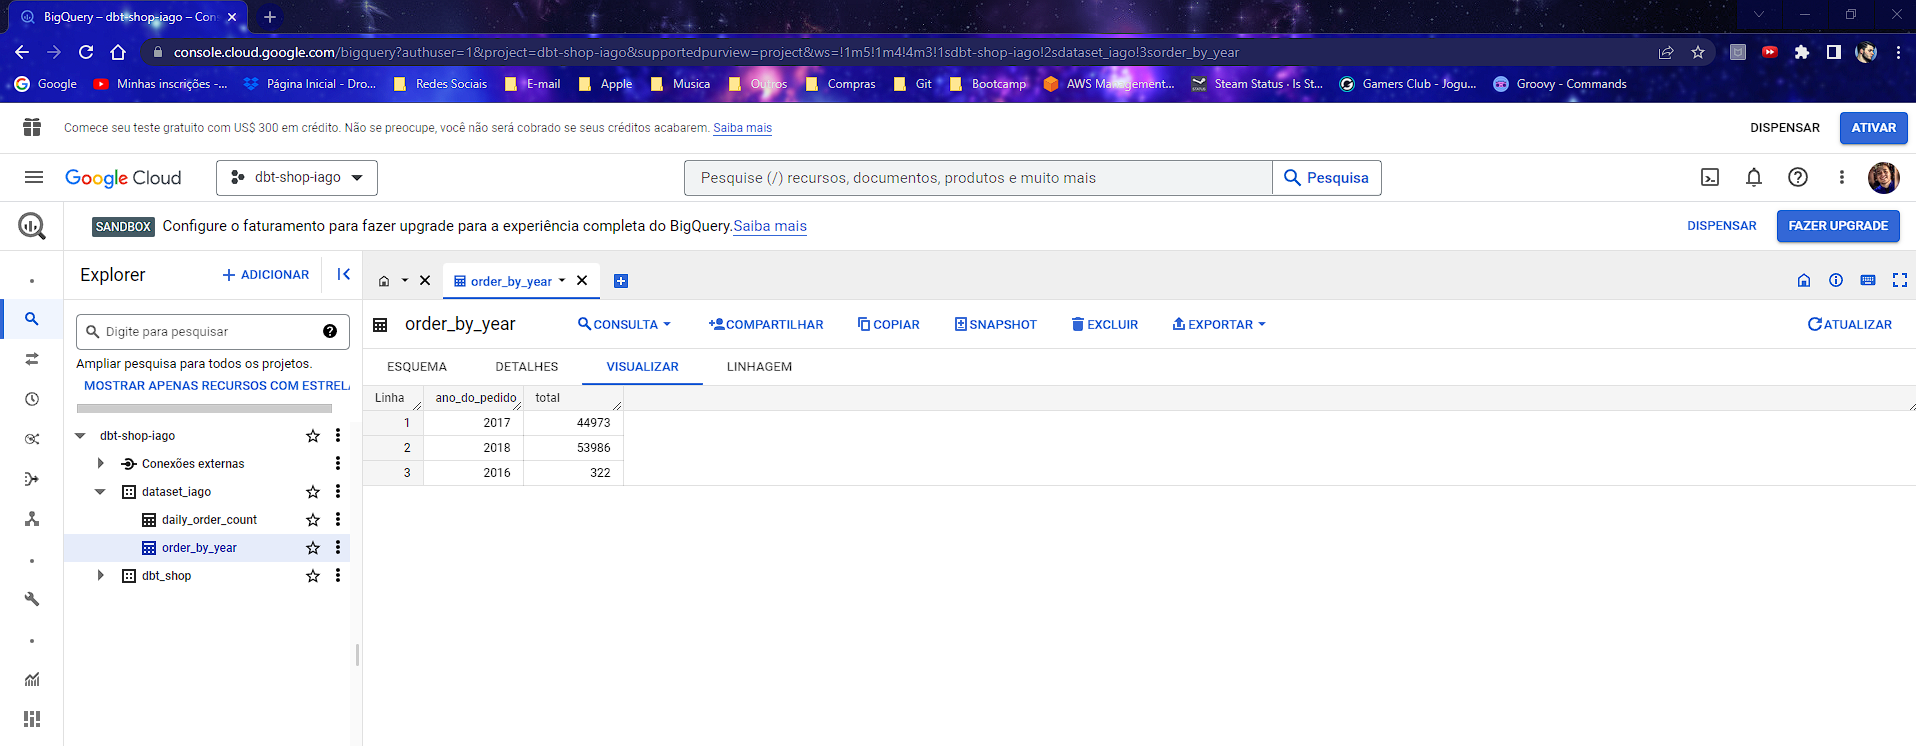 BigQuery – dbt-shop-iago – Con
console.cloud.google.com/bigquery?authuser=1&project=dbt-shop-iago&supportedpurview=project&ws=!1m5!1m4!4m3!1sdbt-shop-iago!2sdataset_iago!3sorder_by_year
Google Minhas inscrições -... Página Inicial - Dro... Redes Sociais E-mail Apple Musica Outros Compras Git Bootcamp AWS Management... Steam Status · Is St... Gamers Club - Jogu... Groovy - Commands
Comece seu teste gratuito com US$ 300 em crédito. Não se preocupe, você não será cobrado se seus créditos acabarem. Saiba mais DISPENSAR ATIVAR
Google Cloud dbt-shop-iago Pesquise (/) recursos, documentos, produtos e muito mais Pesquisa
SANDBOX Configure o faturamento para fazer upgrade para a experiência completa do BigQuery.Saiba mais DISPENSAR FAZER UPGRADE
Explorer + ADICIONAR
order_by_year
Digite para pesquisar
Ampliar pesquisa para todos os projetos.
MOSTRAR APENAS RECURSOS COM ESTREL
dbt-shop-iago
Conexões externas
dataset_iago
daily_order_count
order_by_year
dbt_shop
order_by_year CONSULTA COMPARTILHAR COPIAR SNAPSHOT EXCLUIR EXPORTAR ATUALIZAR
ESQUEMA DETALHES VISUALIZAR LINHAGEM
Linha ano_do_pedido total
1 2017 44973
2 2018 53986
3 2016 322